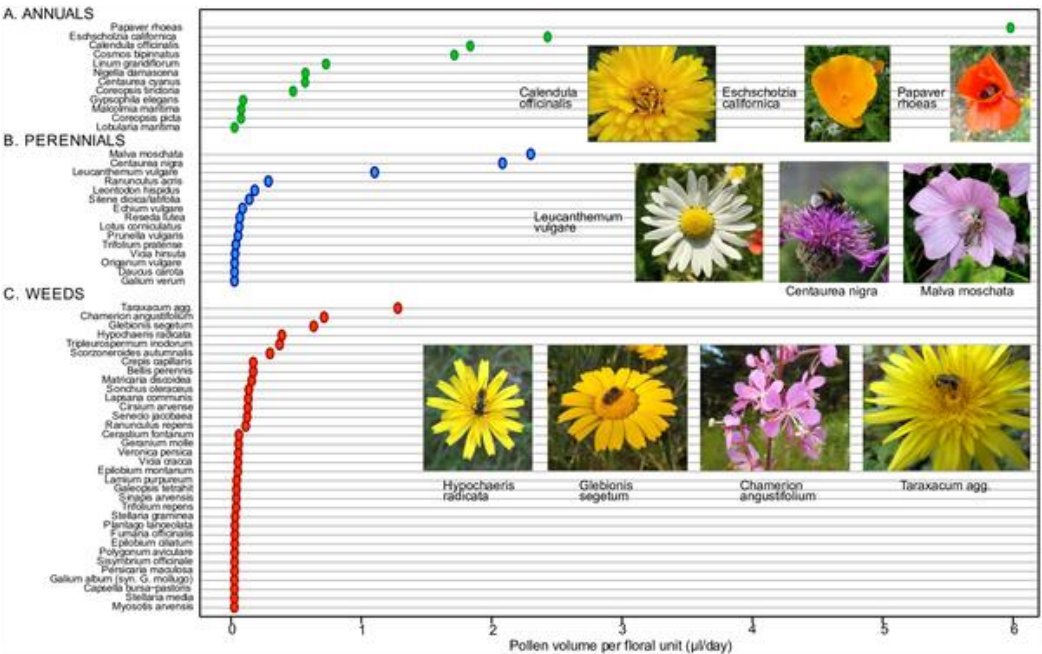 A. ANNUALS
Papaver rhoeas
Eschscholzia californica
Calendula officinalis
Cosmos bipinnatus
Linum grandiflorum
Nigella damascena
Centaurea cyanus
Coreopsis tinctoria
Gypsophila elegans
Malcolmia maritima
Coreopsis picta
Lobularia maritima
Calendula
officinalis
Eschscholzia
californica
Papaver
rhoeas
B. PERENNIALS
Malva moschata
Centaurea nigra
Leucanthemum vulgare
Ranunculus acris
Leontodon hispidus
Silene dioica/latifolia
Echium vulgare
Reseda lutea
Lotus corniculatus
Prunella vulgaris
Trifolium pratense
Vicia hirsuta
Origanum vulgare
Daucus carota
Galium verum
Leucanthemum
vulgare
Centaurea nigra
Malva moschata
C. WEEDS
Taraxacum agg.
Chamerion angustifolium
Glebionis segetum
Hypochaeris radicata
Tripleurospermum inodorum
Scorzoneroides autumnalis
Crepis capillaris
Bellis perennis
Matricaria discoidea
Sonchus oleraceus
Lapsana communis
Cirsium arvense
Senecio jacobaea
Ranunculus repens
Cerastium fontanum
Geranium molle
Veronica persica
Vicia cracca
Epilobium montanum
Lamium purpureum
Galeopsis tetrahit
Sinapis arvensis
Trifolium repens
Stellaria graminea
Plantago lanceolata
Fumaria officinalis
Epilobium ciliatum
Polygonum aviculare
Sisymbrium officinale
Persicaria maculosa
Galium album (syn. G. mollugo)
Capsella bursa-pastoris
Stellaria media
Myosotis arvensis
Hypochaeris
radicata
Glebionis
segetum
Chamerion
angustifolium
Taraxacum agg.
0 1 2 3 4 5 6
Pollen volume per floral unit (µl/day)